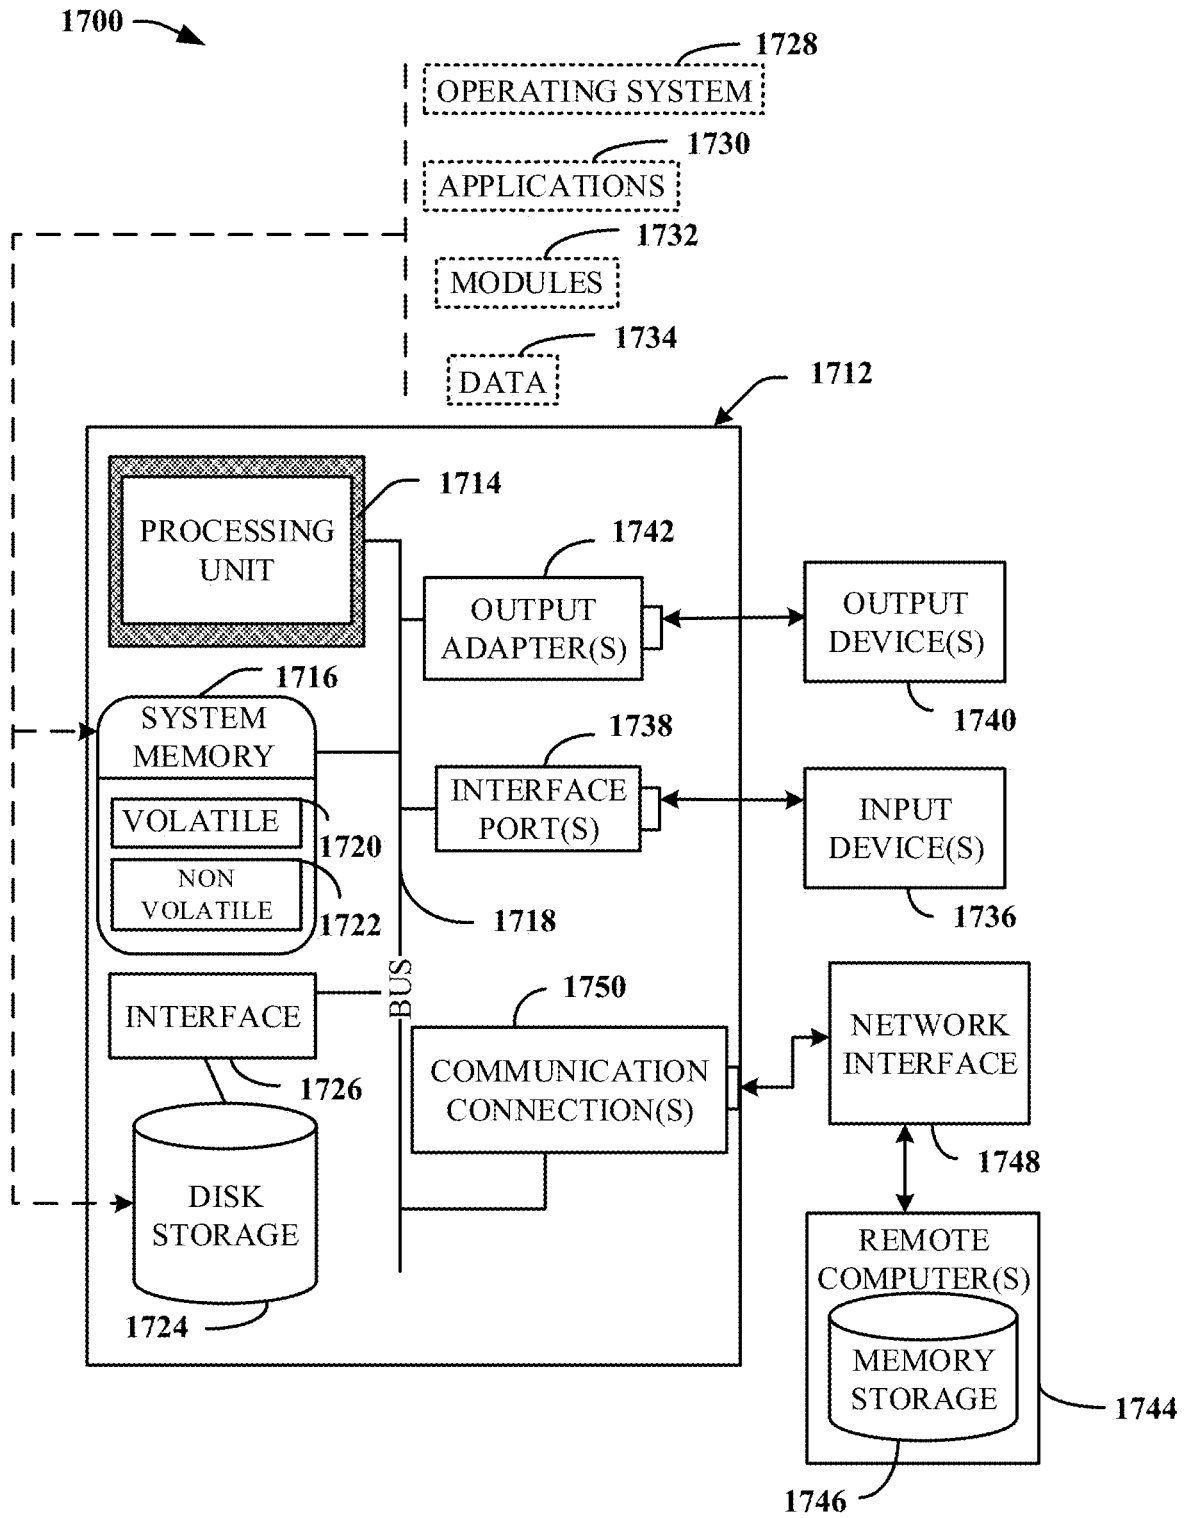 1700
1728
OPERATING SYSTEM
1730
APPLICATIONS
1732
MODULES
1734
DATA
1712
1714
PROCESSING
UNIT
1742
OUTPUT
ADAPTER(S)
OUTPUT
DEVICE(S)
1740
1716
SYSTEM
MEMORY
VOLATILE
1720
NON
VOLATILE
1722
1738
INTERFACE
PORT(S)
INPUT
DEVICE(S)
1736
1718
BUS
INTERFACE
1726
1750
COMMUNICATION
CONNECTION(S)
NETWORK
INTERFACE
1748
DISK
STORAGE
1724
REMOTE
COMPUTER(S)
MEMORY
STORAGE
1744
1746